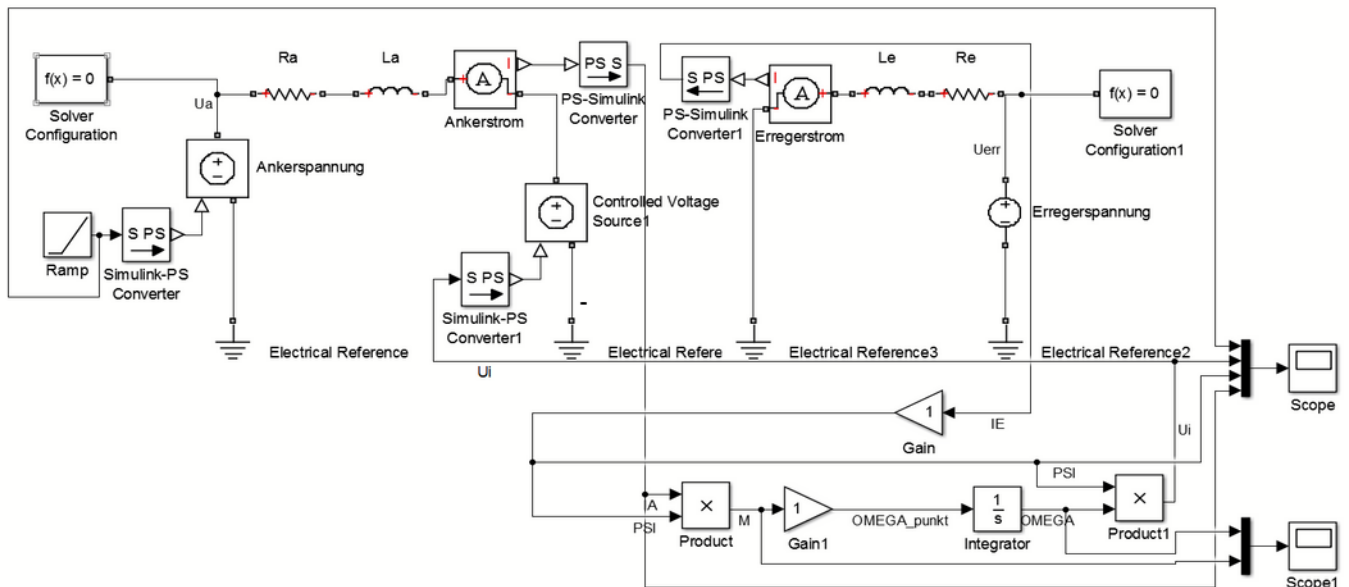 Ra
La
f(x) = 0
Solver
Configuration
Ua
A
I
Ankerstrom
PS S
PS-Simulink
Converter
S PS
PS-Simulink
Converter1
I
A
Erregerstrom
Le
Re
f(x) = 0
Solver
Configuration1
Uerr
Ankerspannung
Ramp
S PS
Simulink-PS
Converter
Controlled Voltage
Source1
S PS
Simulink-PS
Converter1
Erregerspannung
Electrical Reference
Electrical Refere
Electrical Reference3
Electrical Reference2
Ui
Scope
1
Gain
IE
Ui
PSI
IA
PSI
×
Product
M
1
Gain1
OMEGA_punkt
1
s
Integrator
OMEGA
×
Product1
Scope1